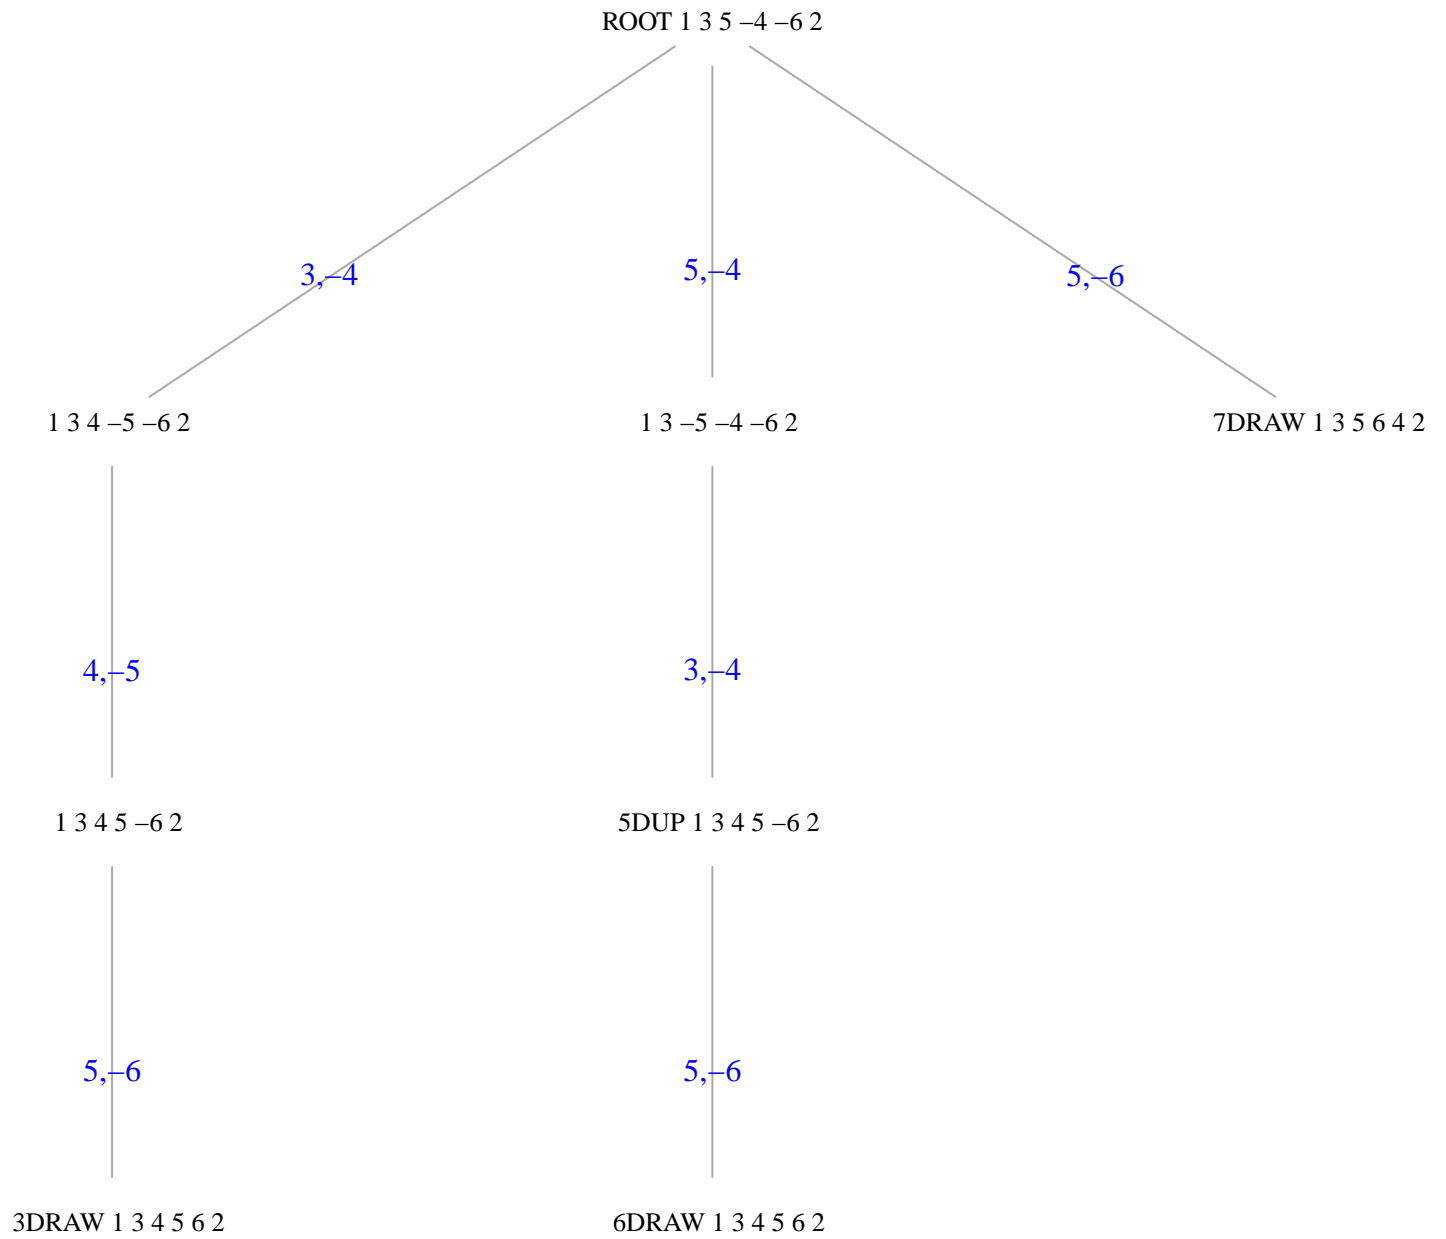 ROOT 1 3 5 –4 –6 2
3,–4
5,–4
5,–6
1 3 4 –5 –6 2
1 3 –5 –4 –6 2
7DRAW 1 3 5 6 4 2
4,–5
3,–4
1 3 4 5 –6 2
5DUP 1 3 4 5 –6 2
5,–6
5,–6
3DRAW 1 3 4 5 6 2
6DRAW 1 3 4 5 6 2